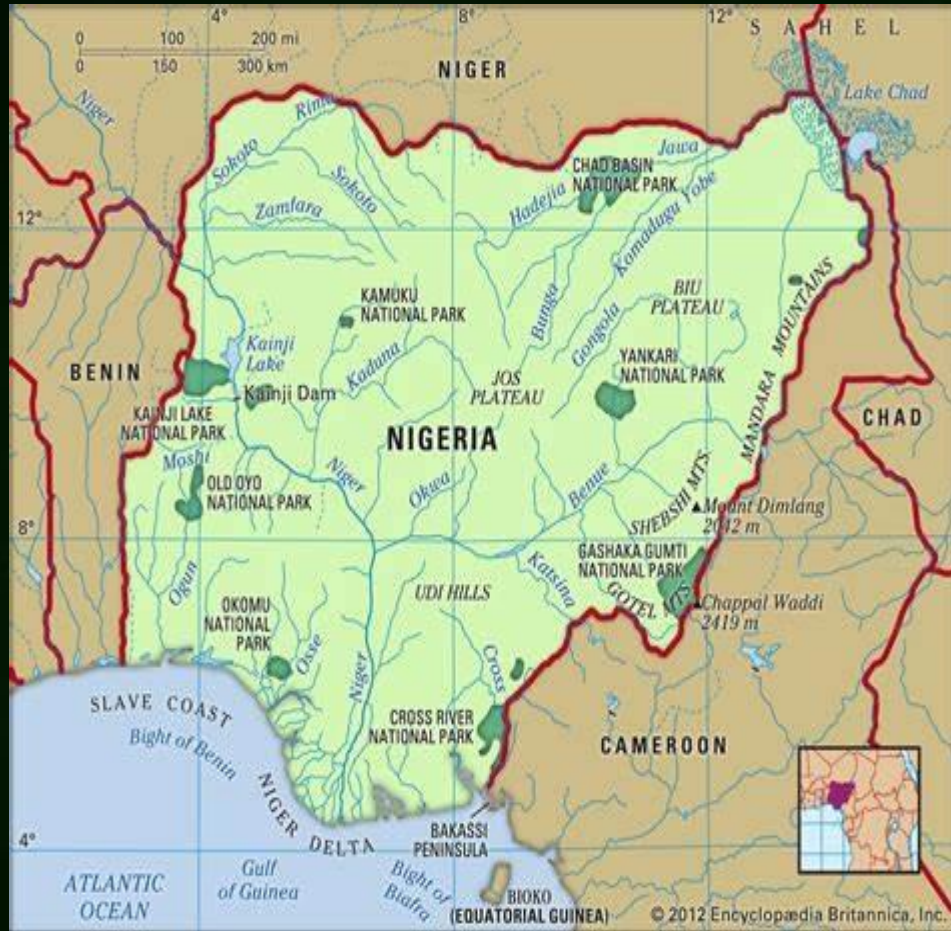 4°
8°
12°
SAHEL
0 100 200 mi
0 150 300 km
NIGER
Lake Chad
Niger
Rima
Sokoto
Sokoto
Zamfara
Jawa
CHAD BASIN
NATIONAL PARK
Hadejia
Komadugu Yobe
12°
12°
KAMUKU
NATIONAL PARK
Bunga
Gongola
BIU
PLATEAU
MANDARA MOUNTAINS
Kainji
Lake
Kaduna
JOS
PLATEAU
YANKARI
NATIONAL PARK
BENIN
Kainji Dam
KAINJI LAKE
NATIONAL PARK
CHAD
NIGERIA
Moshi
OLD OYO
NATIONAL PARK
Niger
Okwa
Benue
SHEBSHI MTS.
Mount Dimlang
2042 m
8°
8°
GASHAKA GUMTI
NATIONAL PARK
Katsina
GOTEL MTS.
Chappal Waddi
2419 m
Ogun
UDI HILLS
OKOMU
NATIONAL
PARK
Osse
Niger
Cross
SLAVE COAST
Bight of Benin
CROSS RIVER
NATIONAL PARK
CAMEROON
NIGER DELTA
BAKASSI
PENINSULA
4°
4°
ATLANTIC
OCEAN
Gulf
of Guinea
Bight of
Biafra
BIOKO
(EQUATORIAL GUINEA)
© 2012 Encyclopædia Britannica, Inc.